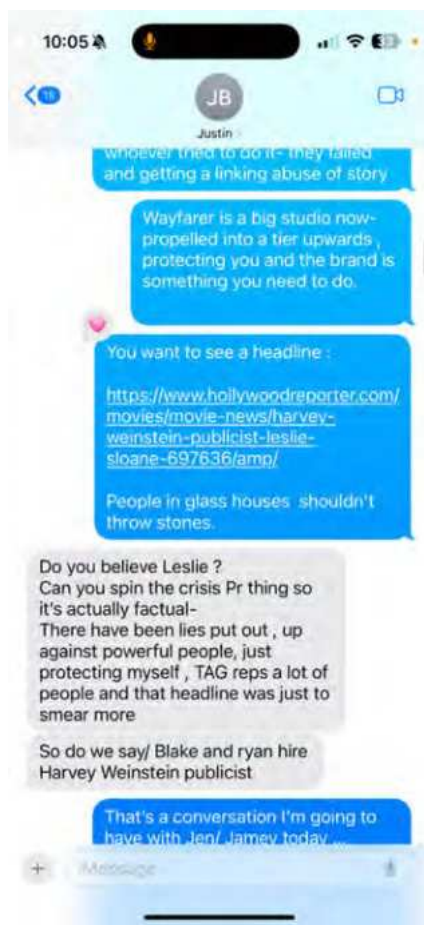 10:05
JB
Justin
whoever tried to do it- they failed
and getting a linking abuse of story
Wayfarer is a big studio now-
propelled into a tier upwards ,
protecting you and the brand is
something you need to do.
You want to see a headline :
https://www.hollywoodreporter.com/
movies/movie-news/harvey-
weinstein-publicist-leslie-
sloane-697636/amp/
People in glass houses shouldn't
throw stones.
Do you believe Leslie ?
Can you spin the crisis Pr thing so
it's actually factual-
There have been lies put out , up
against powerful people, just
protecting myself , TAG reps a lot of
people and that headline was just to
smear more
So do we say/ Blake and ryan hire
Harvey Weinstein publicist
That's a conversation I'm going to
have with Jen/ Jamey today
Message